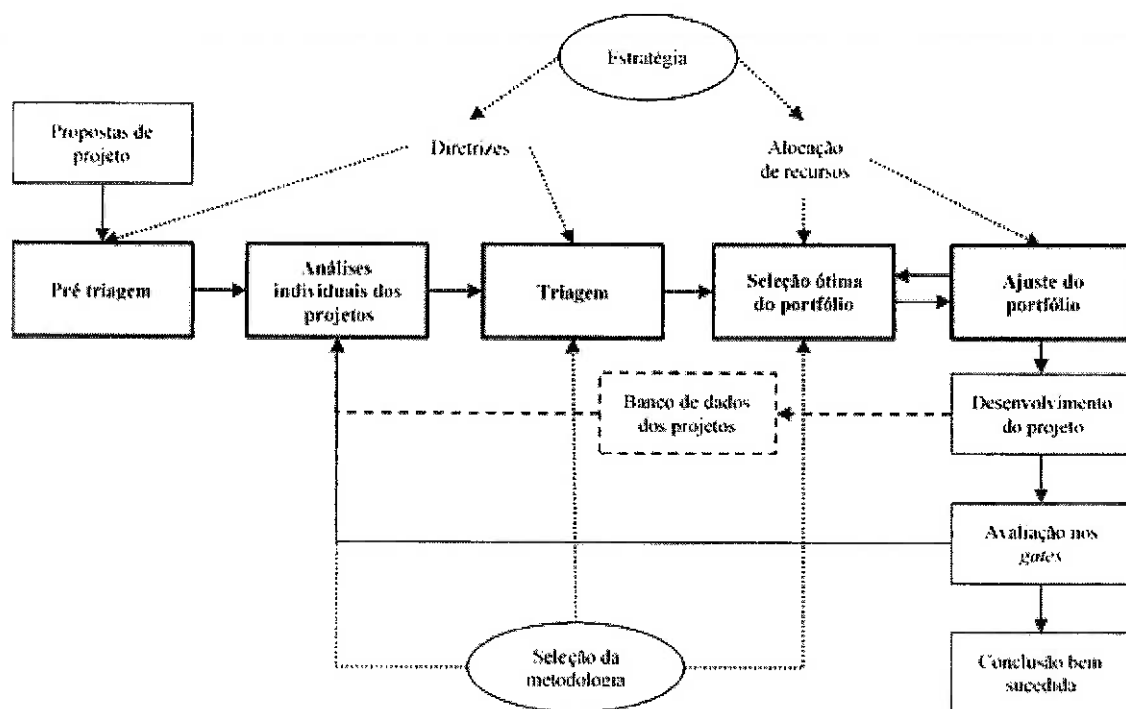 Estratégia
Propostas de
projeto
Diretrizes
Alocação
de recursos
Pré triagem
Análises
individuais dos
projetos
Triagem
Seleção ótima
do portfólio
Ajuste do
portfólio
Banco de dados
dos projetos
Desenvolvimento
do projeto
Avaliação nos
gates
Seleção da
metodologia
Conclusão bem
sucedida